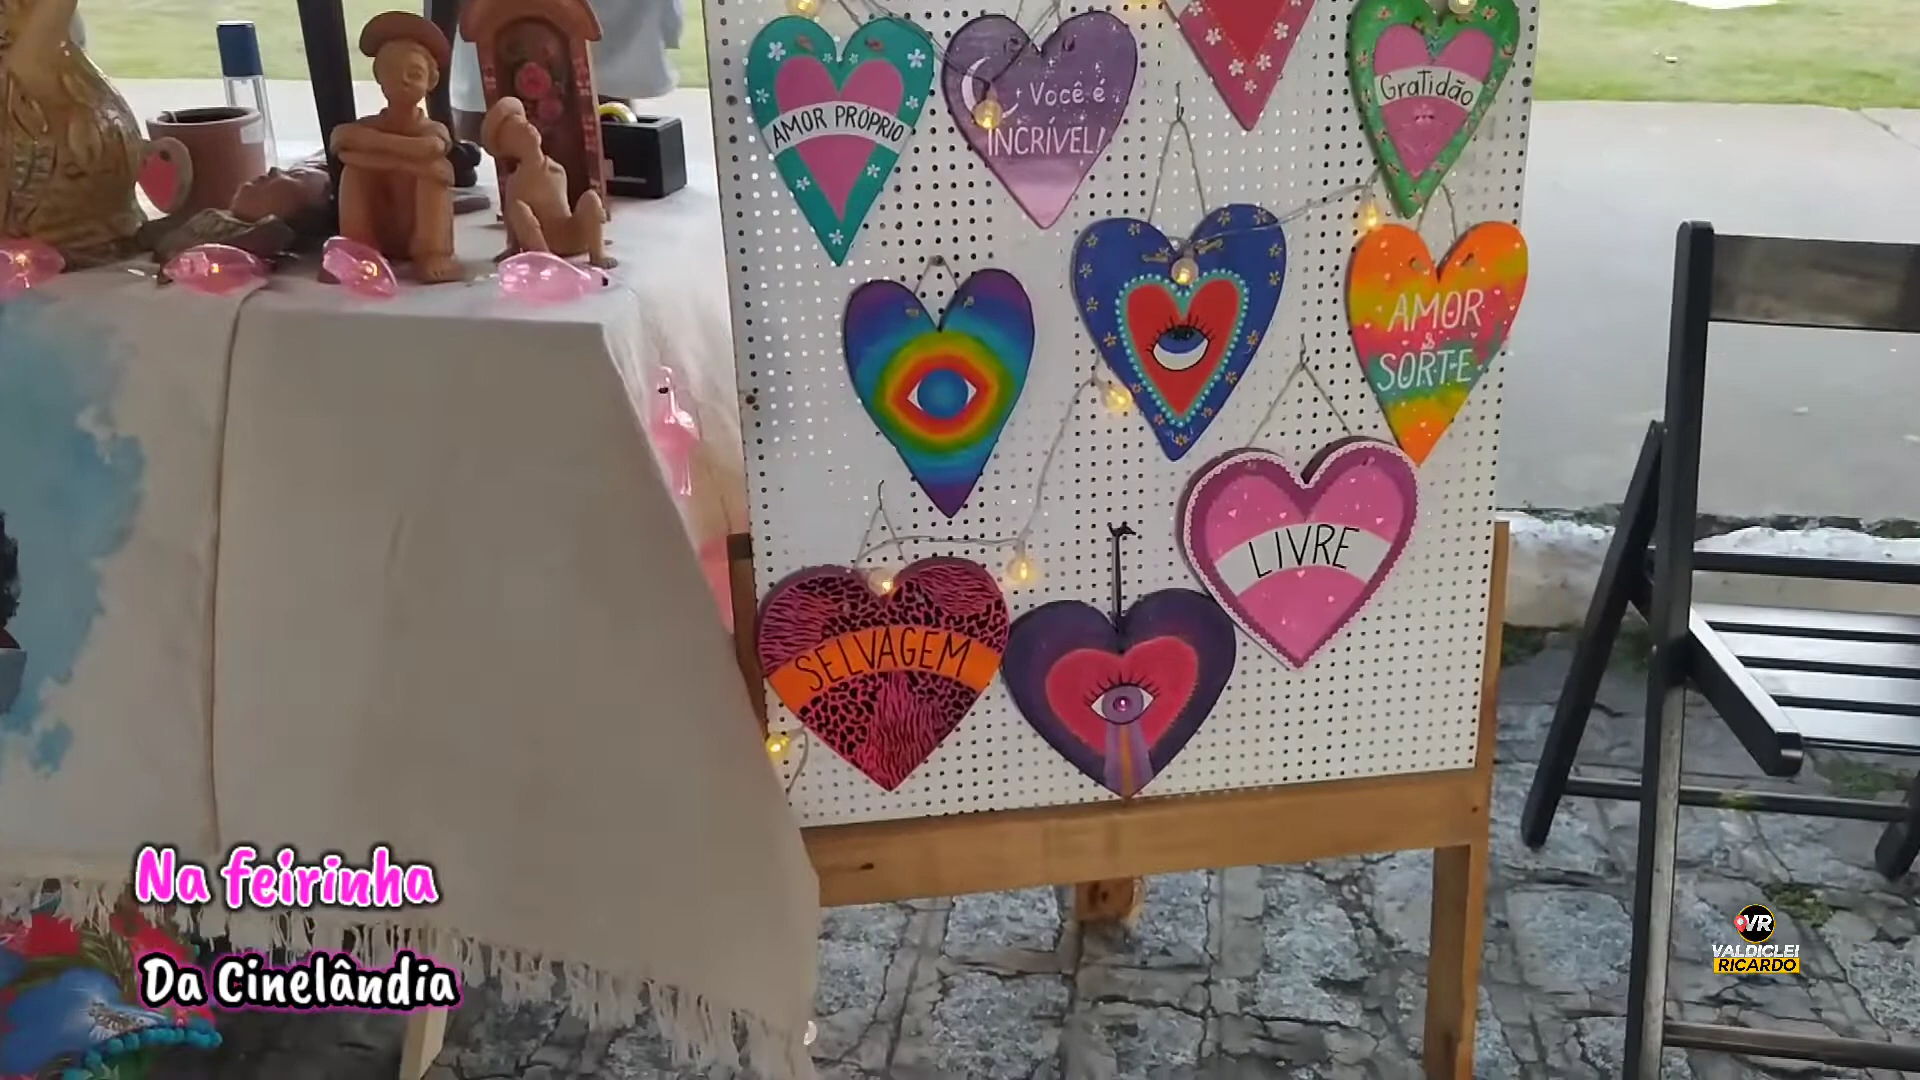 AMOR PRÓPRIO
Você é
INCRÍVEL!
Gratidão
AMOR
&
SORTE
LIVRE
SELVAGEM
Na feirinha
Da Cinelândia
VR
VALDICLEI
RICARDO